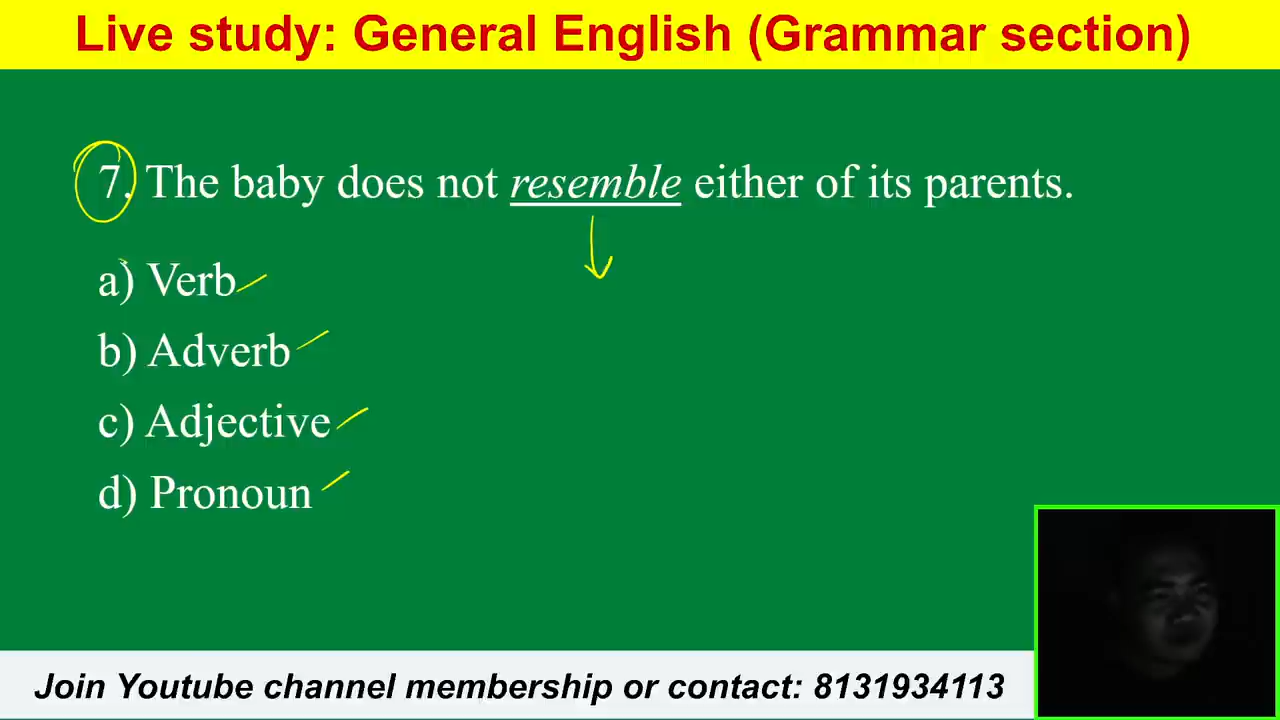 Live study: General English (Grammar section)
7. The baby does not resemble either of its parents.
a) Verb
b) Adverb
c) Adjective
d) Pronoun
Join Youtube channel membership or contact: 8131934113